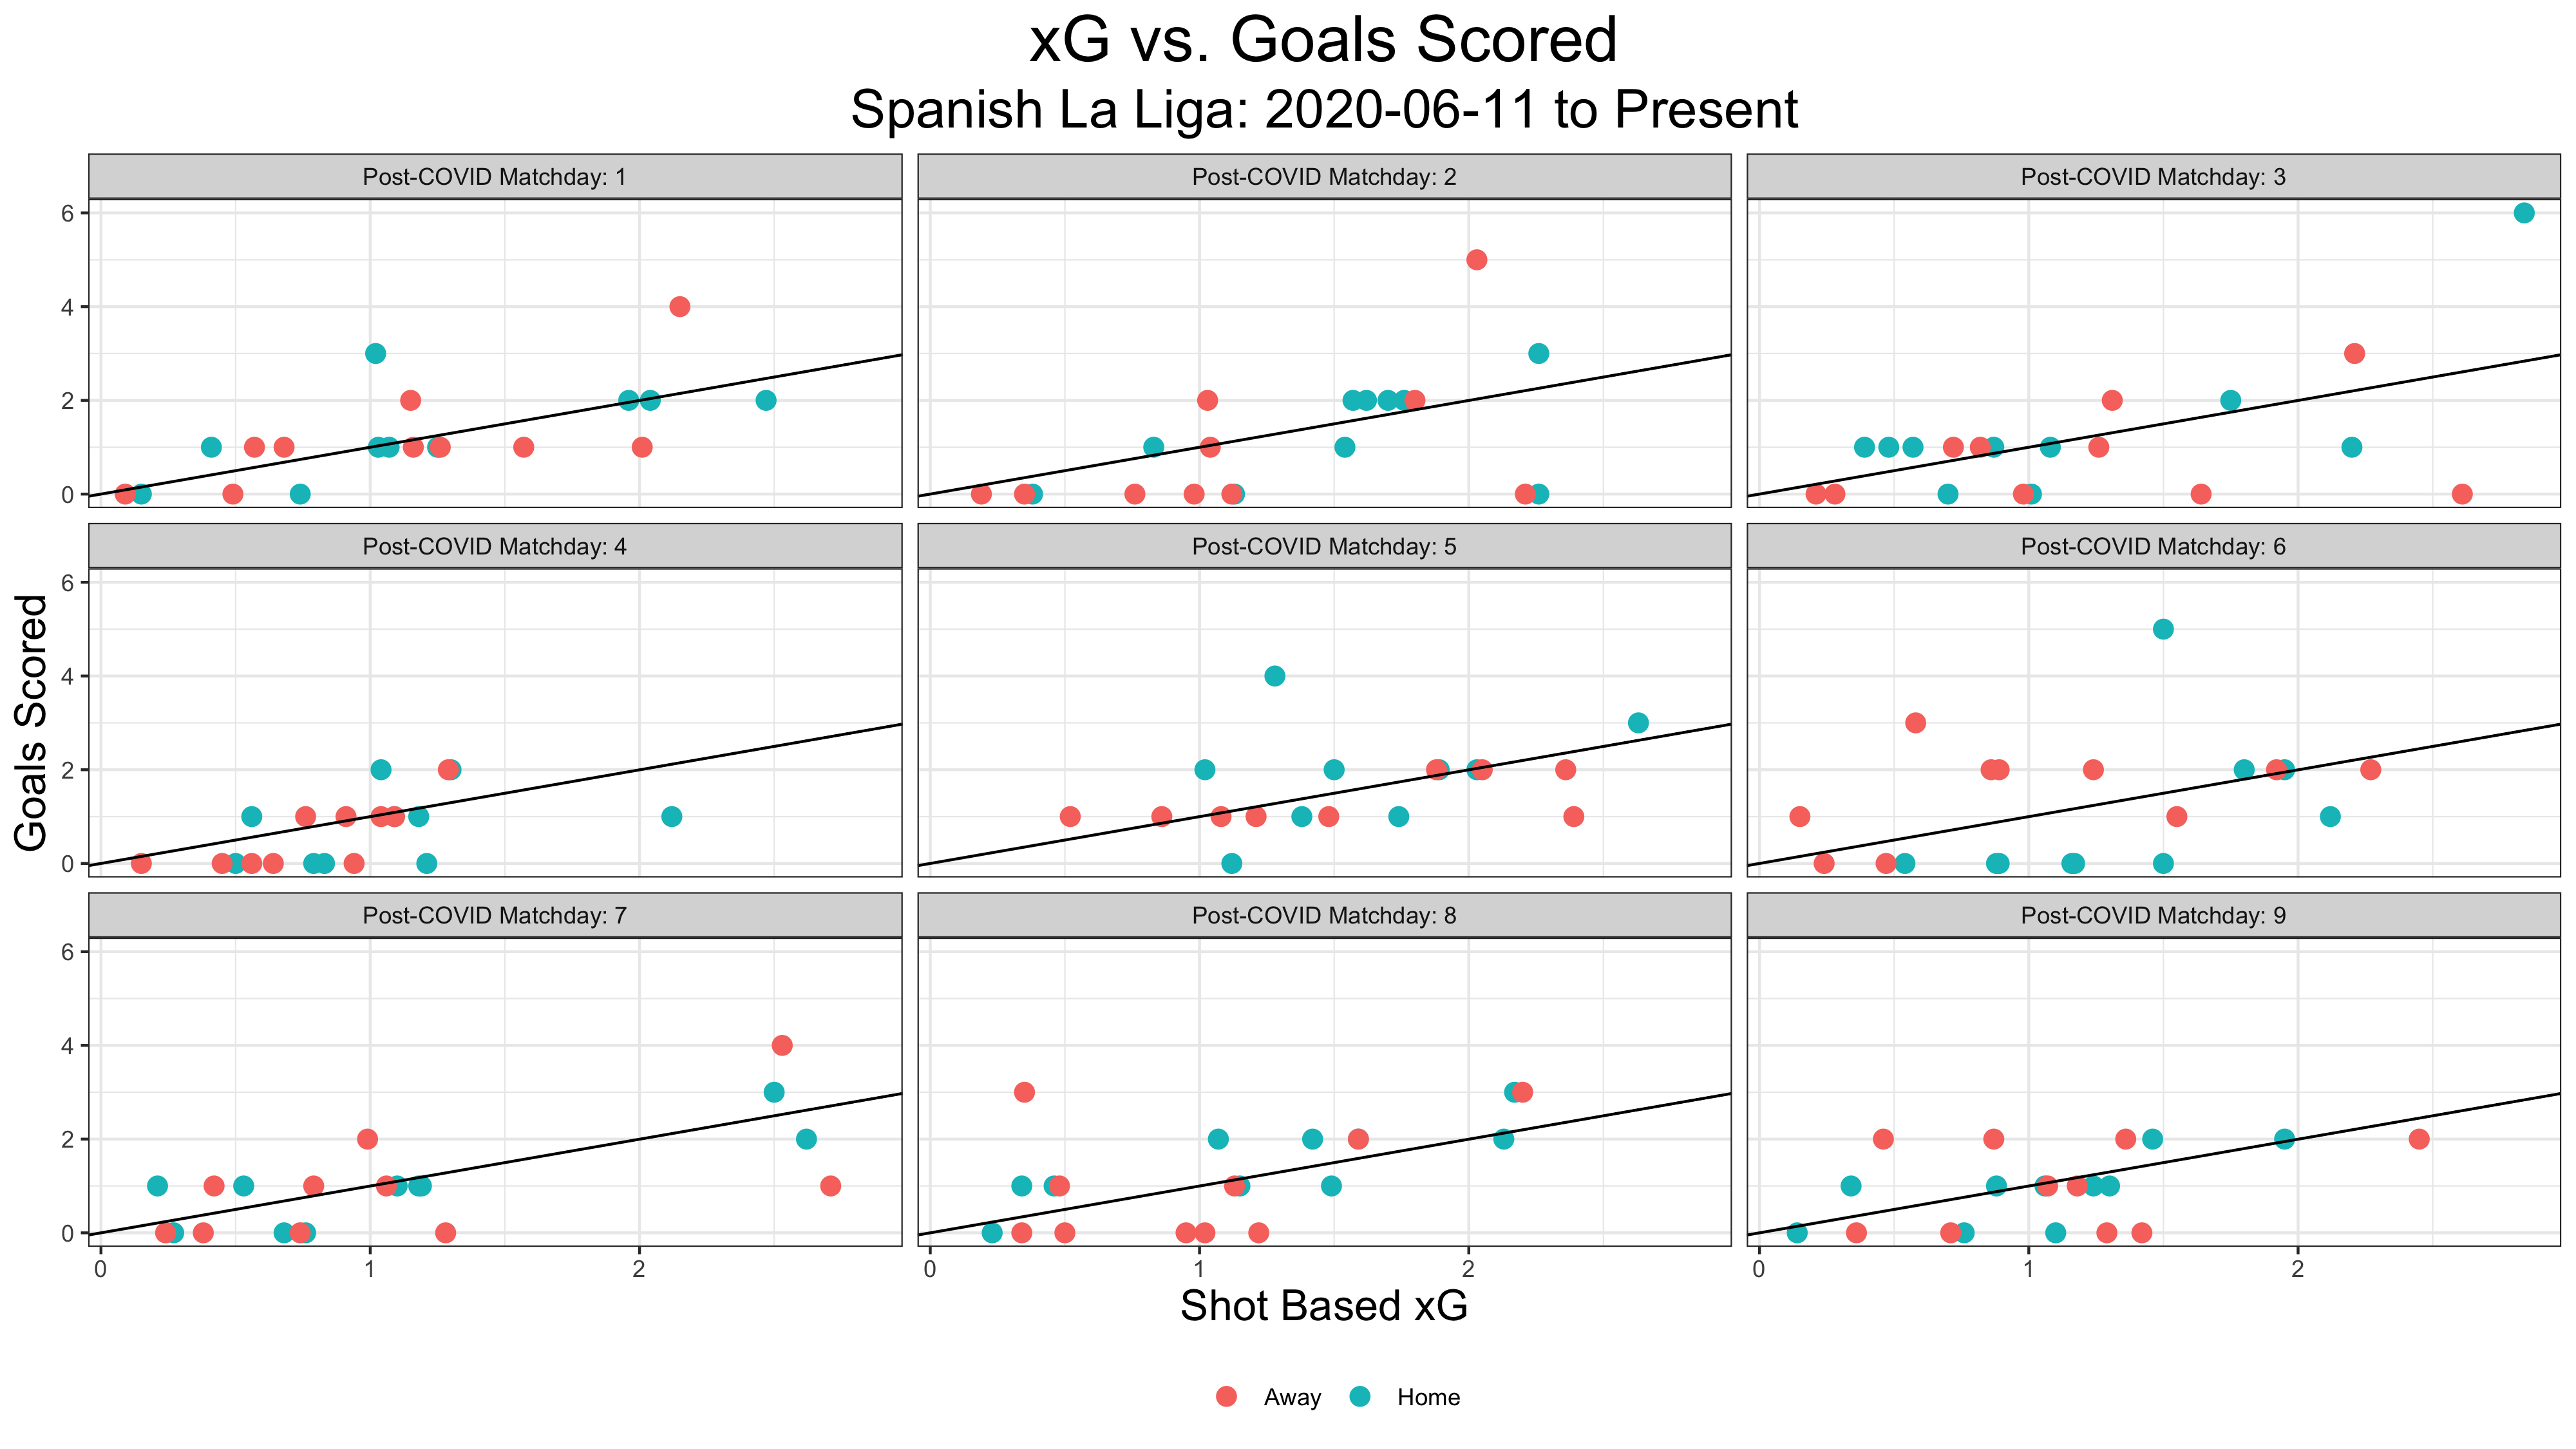 xG vs. Goals Scored
Spanish La Liga: 2020-06-11 to Present
Post-COVID Matchday: 1
Post-COVID Matchday: 2
Post-COVID Matchday: 3
6
4
2
0
Post-COVID Matchday: 4
Post-COVID Matchday: 5
Post-COVID Matchday: 6
6
4
2
0
Goals Scored
Post-COVID Matchday: 7
Post-COVID Matchday: 8
Post-COVID Matchday: 9
6
4
2
0
0 1 2
0 1 2
0 1 2
Shot Based xG
Away Home